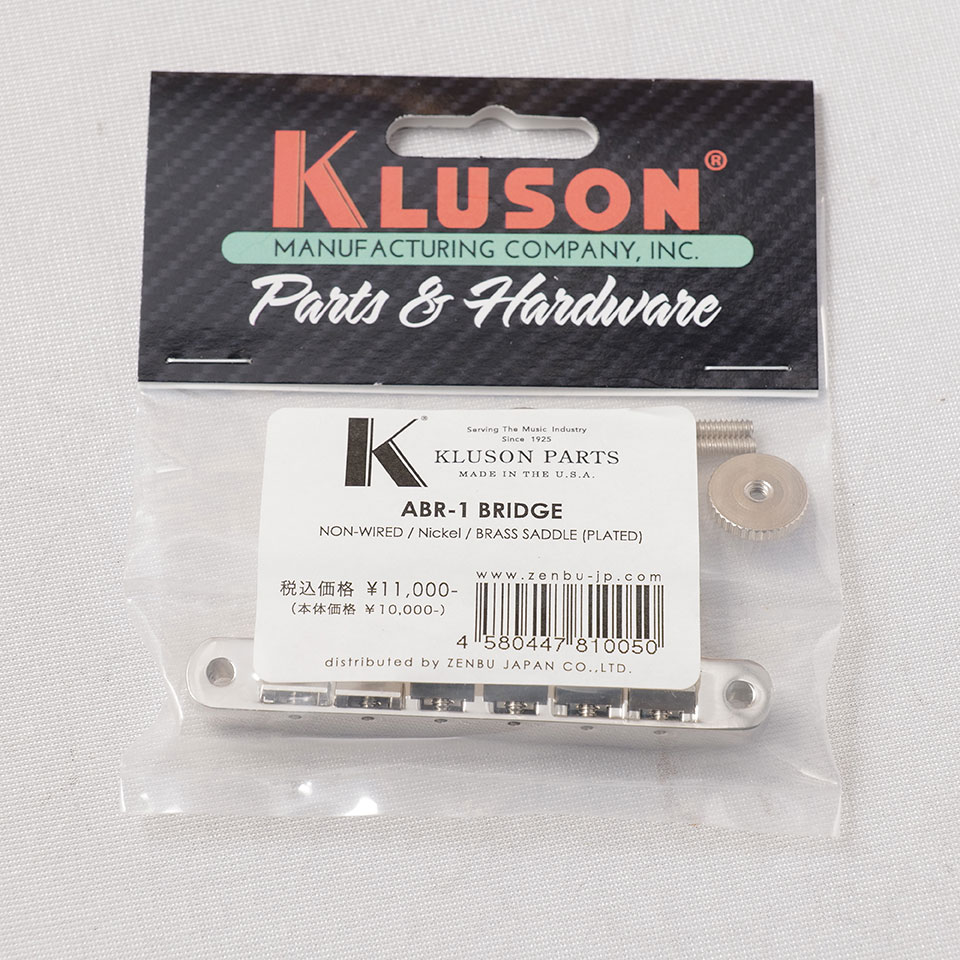 KLUSON®
MANUFACTURING COMPANY, INC.
Parts & Hardware
K®
Serving The Music Industry
Since 1925
KLUSON PARTS
MADE IN THE U.S.A.
ABR-1 BRIDGE
NON-WIRED / Nickel / BRASS SADDLE (PLATED)
www.zenbu-jp.com
税込価格 ¥11,000-
(本体価格 ¥10,000-)
4 580447 810050
distributed by ZENBU JAPAN CO.,LTD.